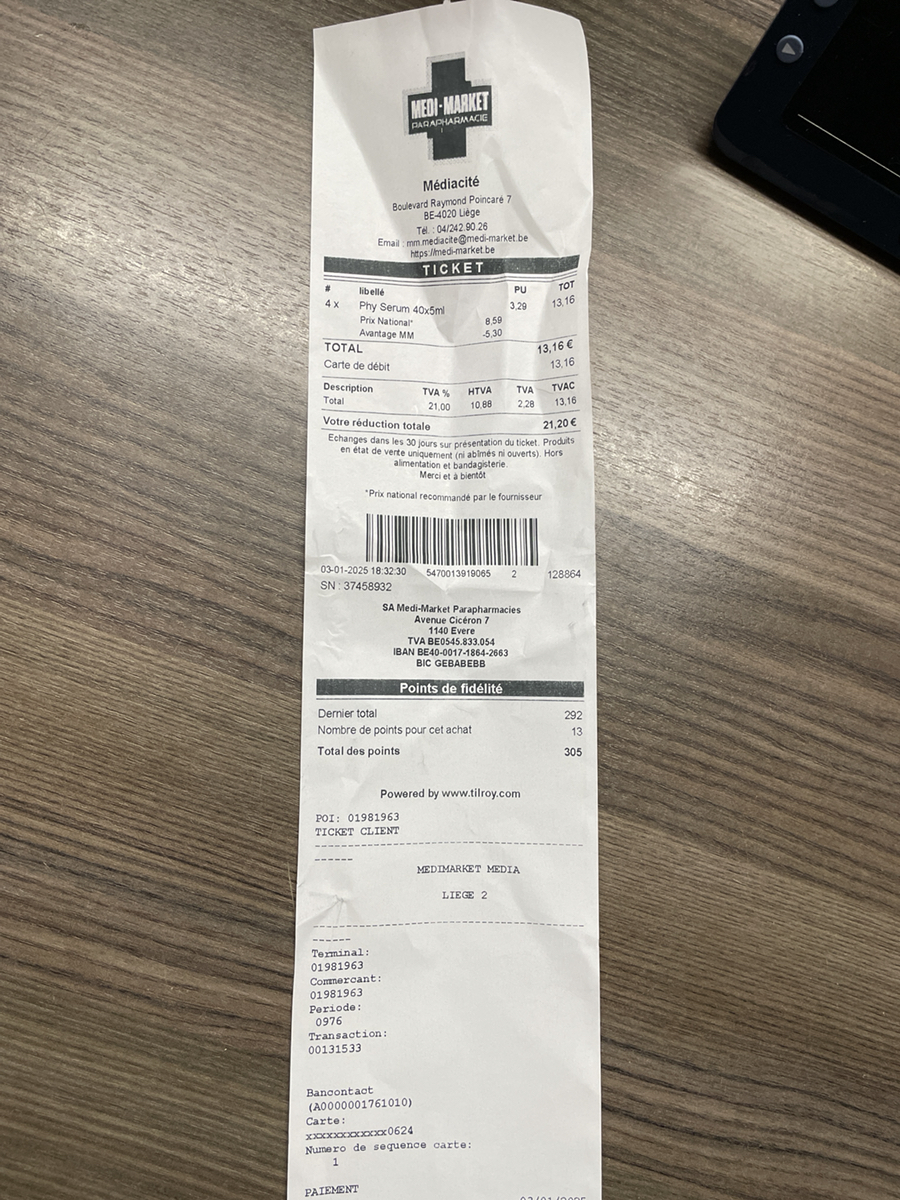 MEDI-MARKET
PARAPHARMACIE
Médiacité
Boulevard Raymond Poincaré 7
BE-4020 Liège
Tél. : 04/242.90.26
Email : mm.mediacite@medi-market.be
https://medi-market.be
TICKET
# libellé PU TOT
4 x Phy Serum 40x5ml 3,29 13,16
Prix National* 8,59
Avantage MM -5,30
TOTAL 13,16 €
Carte de débit 13,16
Description TVA % HTVA TVA TVAC
Total 21,00 10,88 2,28 13,16
Votre réduction totale 21,20 €
Echanges dans les 30 jours sur présentation du ticket. Produits
en état de vente uniquement (ni abîmés ni ouverts). Hors
alimentation et bandagisterie.
Merci et à bientôt
*Prix national recommandé par le fournisseur
03-01-2025 18:32:30 5470013919065 2 128864
SN : 37458932
SA Medi-Market Parapharmacies
Avenue Cicéron 7
1140 Evere
TVA BE0545.833.054
IBAN BE40-0017-1864-2663
BIC GEBABEBB
Points de fidélité
Dernier total 292
Nombre de points pour cet achat 13
Total des points 305
Powered by www.tilroy.com
POI: 01981963
TICKET CLIENT
MEDIMARKET MEDIA
LIEGE 2
Terminal:
01981963
Commercant:
01981963
Periode:
0976
Transaction:
00131533
Bancontact
(A0000001761010)
Carte:
xxxxxxxxxxxx0624
Numero de sequence carte:
1
PAIEMENT